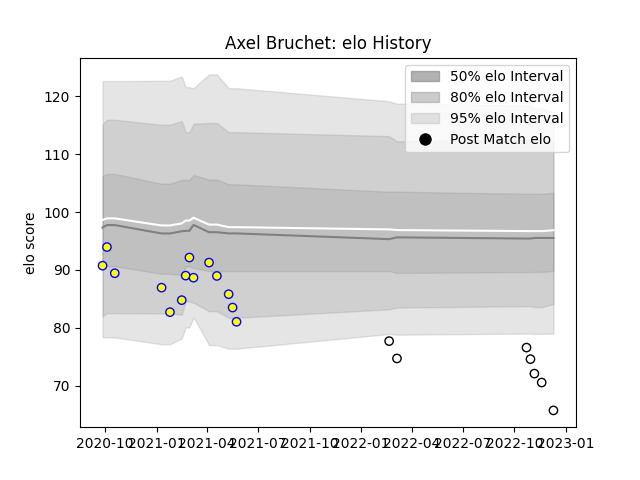 Axel Bruchet: elo History
50% elo Interval
80% elo Interval
95% elo Interval
Post Match elo
elo score
120
110
100
90
80
70
2020-10 2021-01 2021-04 2021-07 2021-10 2022-01 2022-04 2022-07 2022-10 2023-01